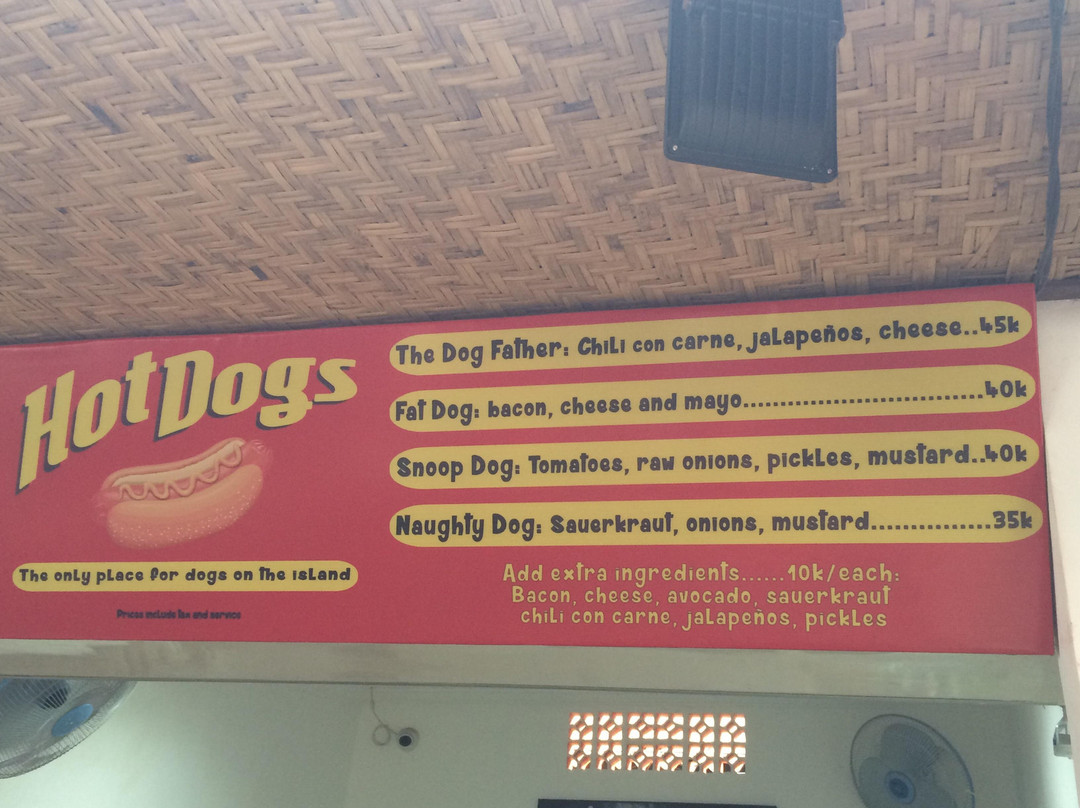 Hot Dogs
The only place for dogs on the island
Prices include tax and service
The Dog Father: Chili con carne, jalapeños, cheese..45k
Fat Dog: bacon, cheese and mayo..............................40k
Snoop Dog: Tomatoes, raw onions, pickles, mustard..40k
Naughty Dog: Sauerkraut, onions, mustard...............35k
Add extra ingredients......10k/each:
Bacon, cheese, avocado, sauerkraut
chili con carne, jalapeños, pickles